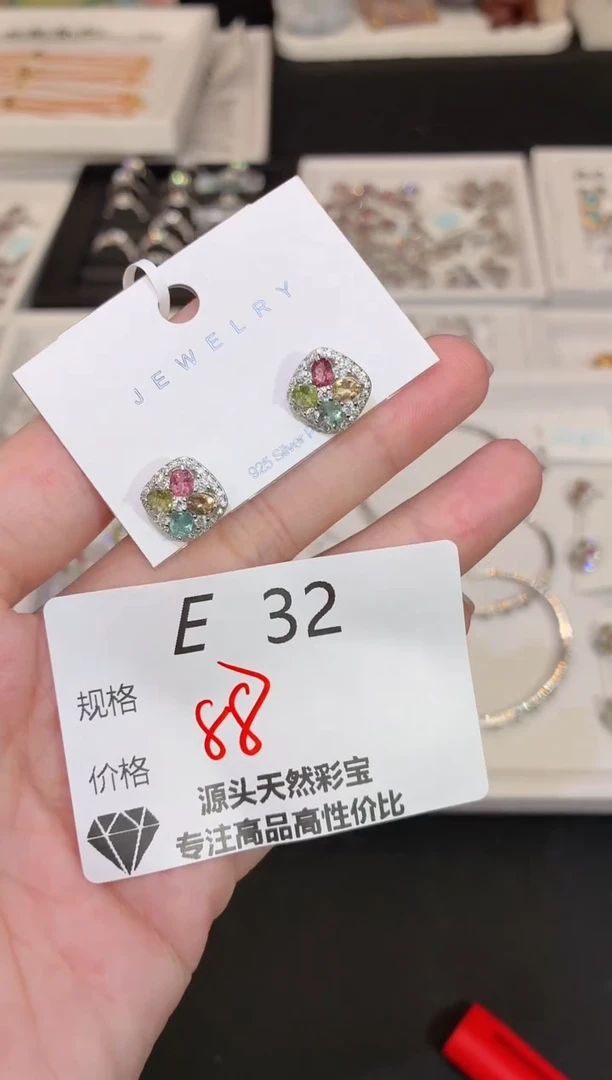 JEWELRY
925 Silver
E 32
规格
88
价格
源头天然彩宝
专注高品高性价比